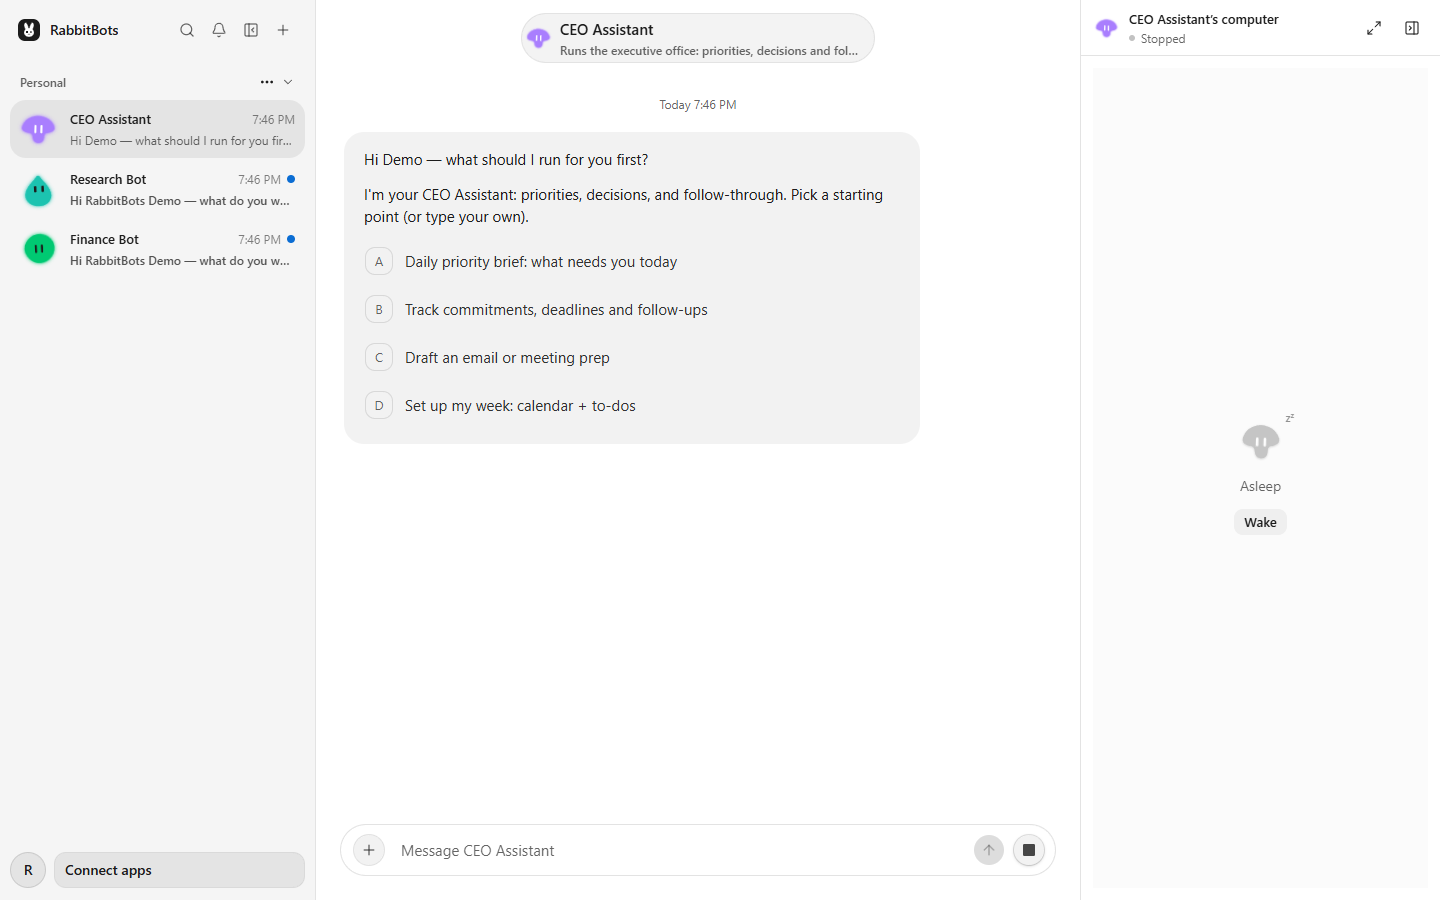 RabbitBots
Personal
CEO Assistant 7:46 PM
Hi Demo — what should I run for you fir...
Research Bot 7:46 PM
Hi RabbitBots Demo — what do you w...
Finance Bot 7:46 PM
Hi RabbitBots Demo — what do you w...
R
Connect apps
CEO Assistant
Runs the executive office: priorities, decisions and fol...
Today 7:46 PM
Hi Demo — what should I run for you first?
I'm your CEO Assistant: priorities, decisions, and follow-through. Pick a starting
point (or type your own).
A Daily priority brief: what needs you today
B Track commitments, deadlines and follow-ups
C Draft an email or meeting prep
D Set up my week: calendar + to-dos
Message CEO Assistant
CEO Assistant's computer
Stopped
zz
Asleep
Wake